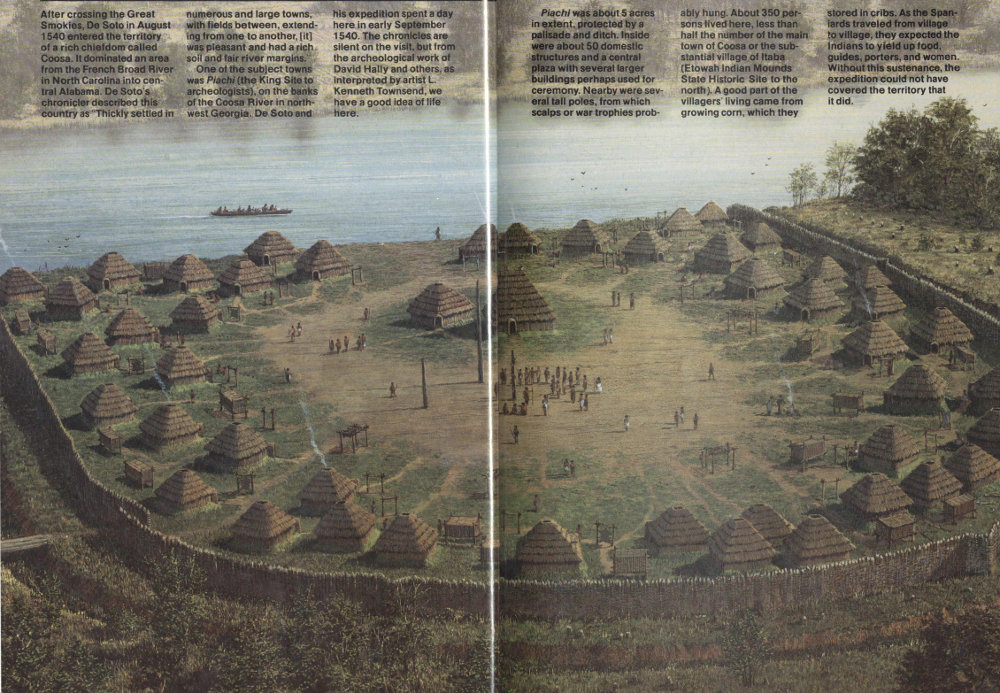 After crossing the Great
Smokies, De Soto in August
1540 entered the territory
of a rich chiefdom called
Coosa. It dominated an area
from the French Broad River
in North Carolina into cen-
tral Alabama. De Soto's
chronicler described this
country as "Thickly settled in
numerous and large towns,
with fields between, extend-
ing from one to another, [it]
was pleasant and had a rich
soil and fair river margins."
One of the subject towns
was Piachi (the King Site to
archeologists), on the banks
of the Coosa River in north-
west Georgia. De Soto and
his expedition spent a day
here in early September
1540. The chronicles are
silent on the visit, but from
the archeological work of
David Hally and others, as
interpreted by artist L.
Kenneth Townsend, we
have a good idea of life
here.
Piachi was about 5 acres
in extent, protected by a
palisade and ditch. Inside
were about 50 domestic
structures and a central
plaza with several larger
buildings perhaps used for
ceremony. Nearby were sev-
eral tall poles, from which
scalps or war trophies prob-
ably hung. About 350 per-
sons lived here, less than
half the number of the main
town of Coosa or the sub-
stantial village of Itaba
(Etowah Indian Mounds
State Historic Site to the
north). A good part of the
villagers' living came from
growing corn, which they
stored in cribs. As the Span-
iards traveled from village
to village, they expected the
Indians to yield up food,
guides, porters, and women.
Without this sustenance, the
expedition could not have
covered the territory that
it did.